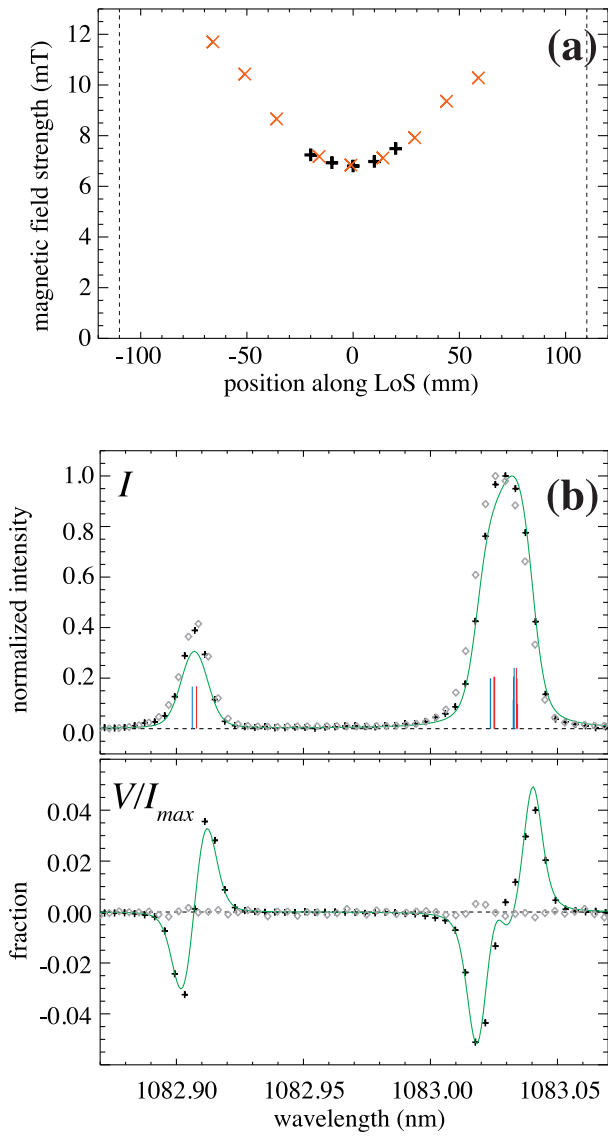 (a)
magnetic field strength (mT)
12
10
8
6
4
2
0
-100 -50 0 50 100
position along LoS (mm)
I
(b)
normalized intensity
1.0
0.8
0.6
0.4
0.2
0.0
V/Imax
fraction
0.04
0.02
0.00
-0.02
-0.04
1082.90 1082.95 1083.00 1083.05
wavelength (nm)